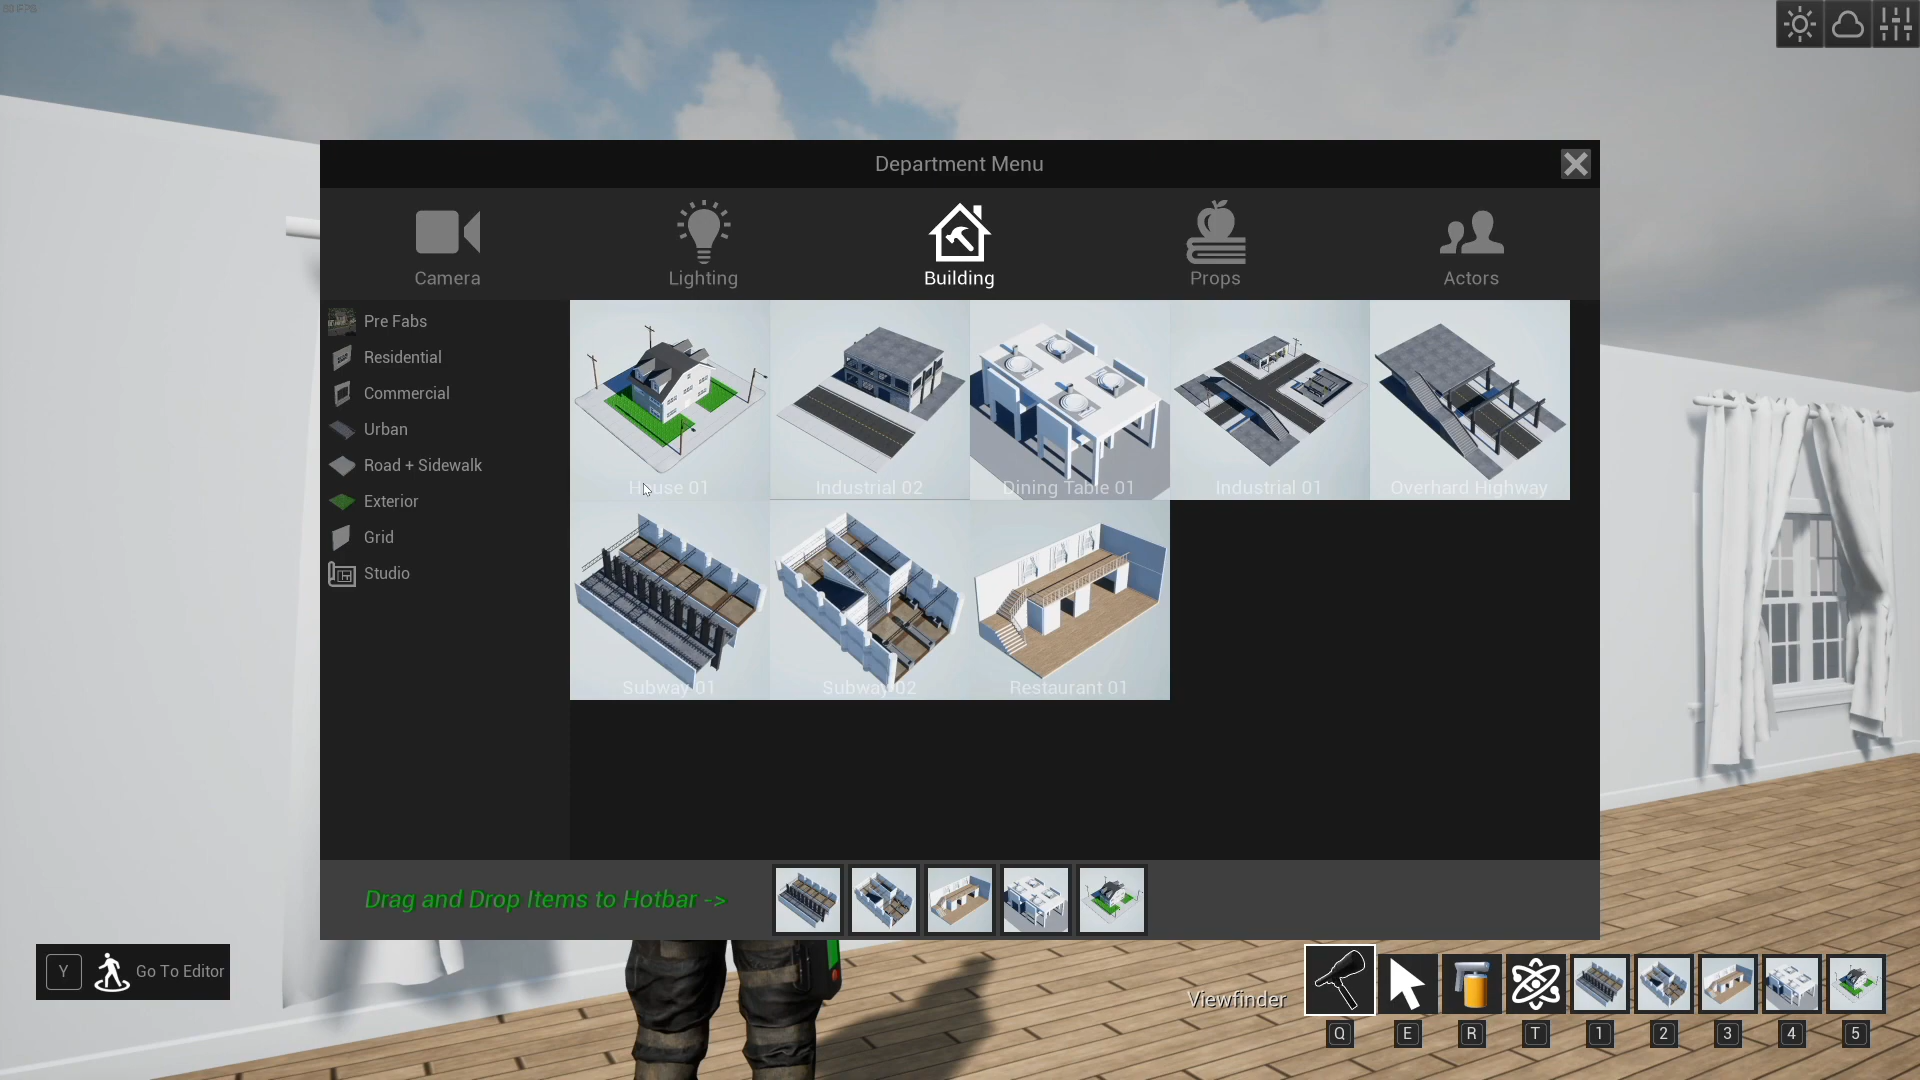 Department Menu
Camera
Lighting
Building
Props
Actors
Pre Fabs
Residential
Commercial
Urban
Road + Sidewalk
Exterior
Grid
Studio
House 01
Industrial 02
Dining Table 01
Industrial 01
Overhard Highway
Subway 01
Subway 02
Restaurant 01
Drag and Drop Items to Hotbar ->
Y Go To Editor
Viewfinder
Q E R T 1 2 3 4 5